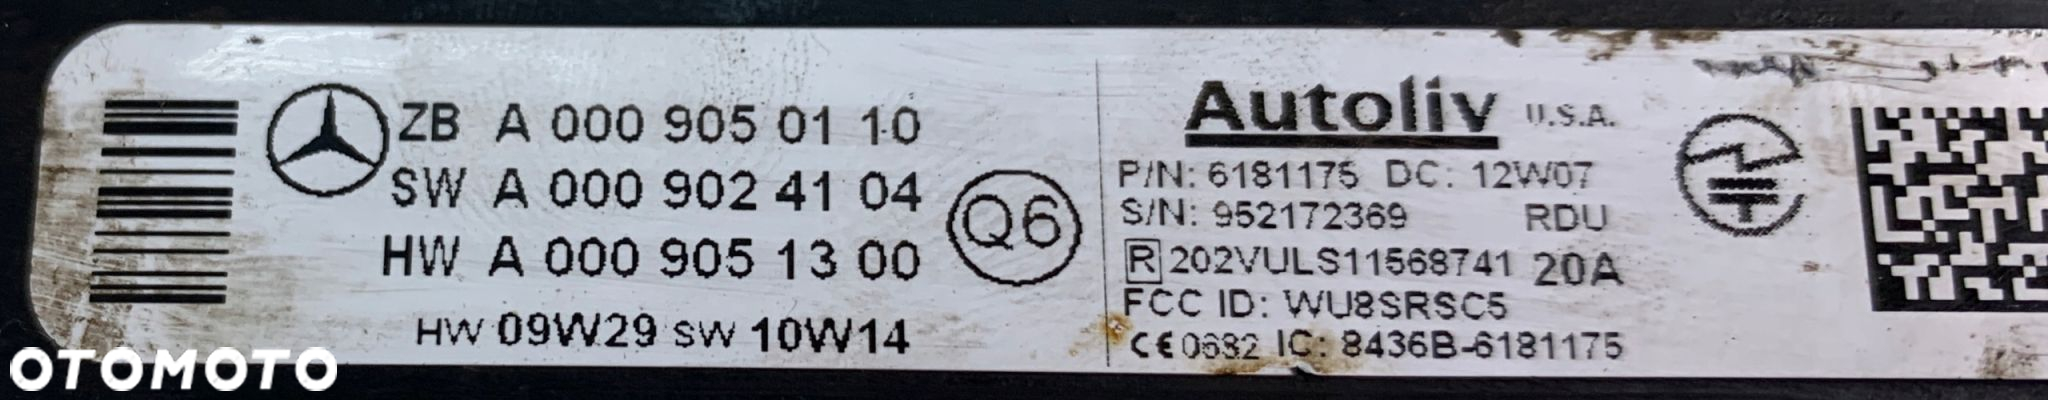 ZB A 000 905 01 10
SW A 000 902 41 04
HW A 000 905 13 00
HW 09W29 SW 10W14
Q6
Autoliv U.S.A.
P/N: 6181175 DC: 12W07
S/N: 952172369 RDU
R 202VULS11568741 20A
FCC ID: WU8SRSC5
CE 0682 IC: 8436B-6181175
OTOMOTO